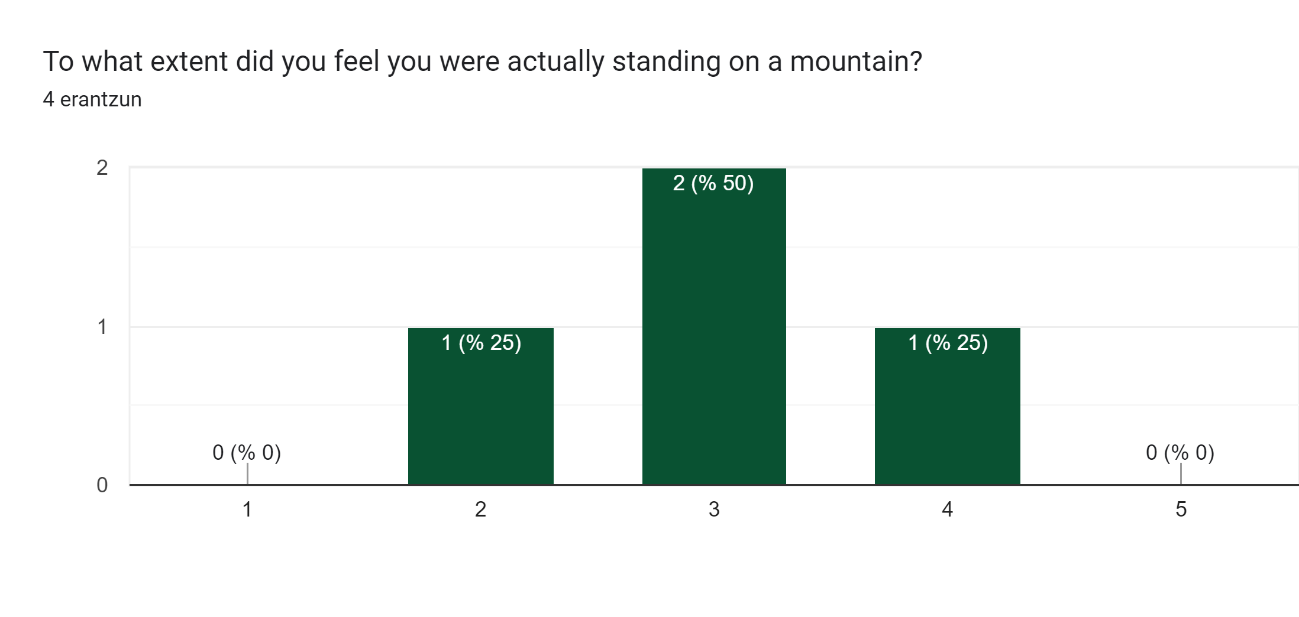 To what extent did you feel you were actually standing on a mountain?
4 erantzun
2
2 (% 50)
1
1 (% 25)
1 (% 25)
0 (% 0)
0 (% 0)
0
1
2
3
4
5